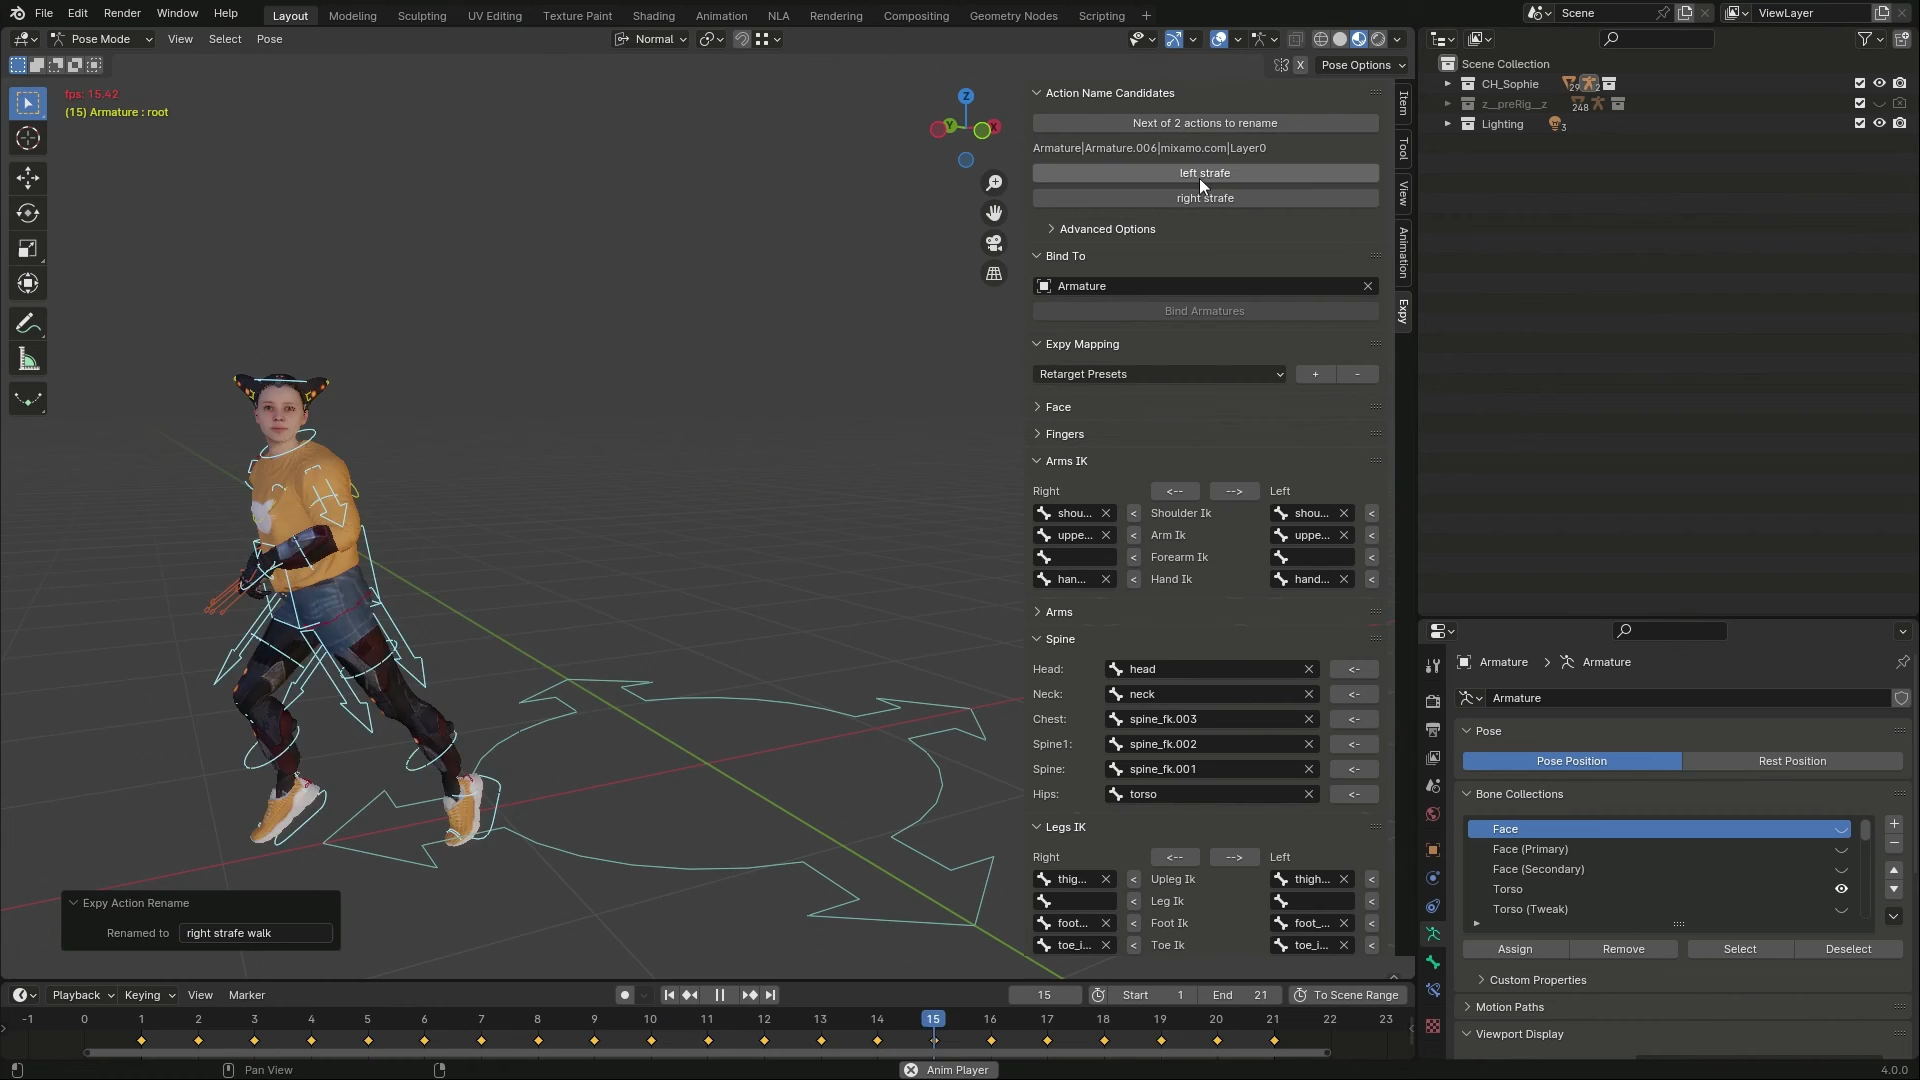 File Edit Render Window Help Layout Modeling Sculpting UV Editing Texture Paint Shading Animation NLA Rendering Compositing Geometry Nodes Scripting + Scene ViewLayer
Pose Mode View Select Pose Normal
X Pose Options
fps: 15.42
(15) Armature : root
Z
Y
X
Action Name Candidates
Next of 2 actions to rename
Armature|Armature.006|mixamo.com|Layer0
left strafe
right strafe
Advanced Options
Bind To
Armature
Bind Armatures
Expy Mapping
Retarget Presets + -
Face
Fingers
Arms IK
Right <-- --> Left
shou... < Shoulder Ik shou... <
uppe... < Arm Ik uppe... <
< Forearm Ik <
han... < Hand Ik hand... <
Arms
Spine
Head: head <-
Neck: neck <-
Chest: spine_fk.003 <-
Spine1: spine_fk.002 <-
Spine: spine_fk.001 <-
Hips: torso <-
Legs IK
Right <-- --> Left
thig... < Upleg Ik thigh... <
< Leg Ik <
foot... < Foot Ik foot_... <
toe_i... < Toe Ik toe_i... <
Item
Tool
View
Animation
Expy
Expy Action Rename
Renamed to right strafe walk
Scene Collection
CH_Sophie 29 2
z__preRig__z 248
Lighting 3
Armature > Armature
Armature
Pose
Pose Position Rest Position
Bone Collections
Face
Face (Primary)
Face (Secondary)
Torso
Torso (Tweak)
Assign Remove Select Deselect
Custom Properties
Motion Paths
Viewport Display
Playback Keying View Marker 15 Start 1 End 21 To Scene Range
-1 0 1 2 3 4 5 6 7 8 9 10 11 12 13 14 15 16 17 18 19 20 21 22 23
Pan View Anim Player 4.0.0